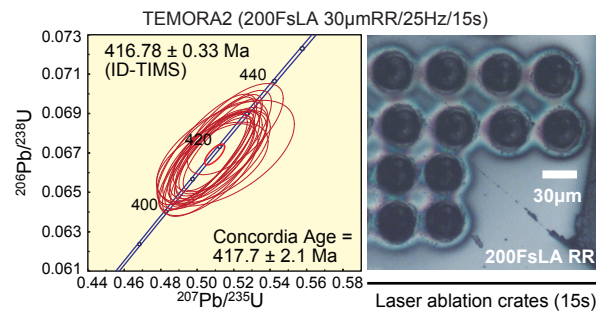 TEMORA2 (200FsLA 30µmRR/25Hz/15s)
0.073
0.071
0.069
0.067
0.065
0.063
0.061
206Pb/238U
416.78 ± 0.33 Ma
(ID-TIMS)
440
420
400
Concordia Age =
417.7 ± 2.1 Ma
0.44 0.46 0.48 0.50 0.52 0.54 0.56 0.58
207Pb/235U
30µm
200FsLA RR
Laser ablation crates (15s)